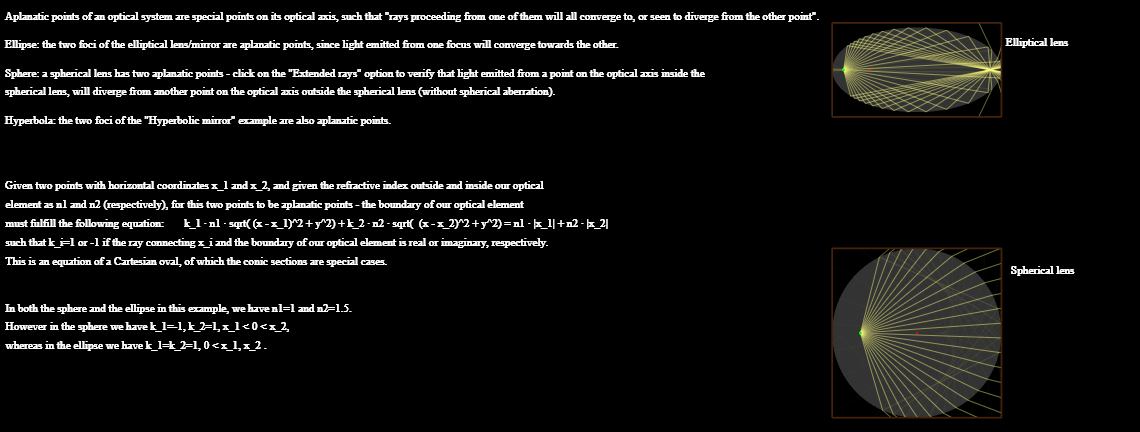 Aplanatic points of an optical system are special points on its optical axis, such that "rays proceeding from one of them will all converge to, or seen to diverge from the other point".
Ellipse: the two foci of the elliptical lens/mirror are aplanatic points, since light emitted from one focus will converge towards the other.
Elliptical lens
Sphere: a spherical lens has two aplanatic points - click on the "Extended rays" option to verify that light emitted from a point on the optical axis inside the
spherical lens, will diverge from another point on the optical axis outside the spherical lens (without spherical aberration).
Hyperbola: the two foci of the "Hyperbolic mirror" example are also aplanatic points.
Given two points with horizontal coordinates x_1 and x_2, and given the refractive index outside and inside our optical
element as n1 and n2 (respectively), for this two points to be aplanatic points - the boundary of our optical element
must fulfill the following equation: k_1 · n1 · sqrt( (x - x_1)^2 + y^2) + k_2 · n2 · sqrt( (x - x_2)^2 + y^2) = n1 · |x_1| + n2 · |x_2|
such that k_i=1 or -1 if the ray connecting x_i and the boundary of our optical element is real or imaginary, respectively.
This is an equation of a Cartesian oval, of which the conic sections are special cases.
Spherical lens
In both the sphere and the ellipse in this example, we have n1=1 and n2=1.5.
However in the sphere we have k_1=-1, k_2=1, x_1 < 0 < x_2,
whereas in the ellipse we have k_1=k_2=1, 0 < x_1, x_2 .